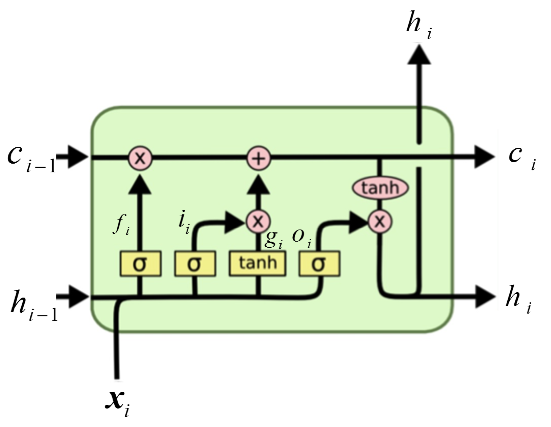 h_i
c_{i-1} x + c_i
tanh
f_i i_i x g_i o_i x
σ σ tanh σ
h_{i-1} h_i
x_i